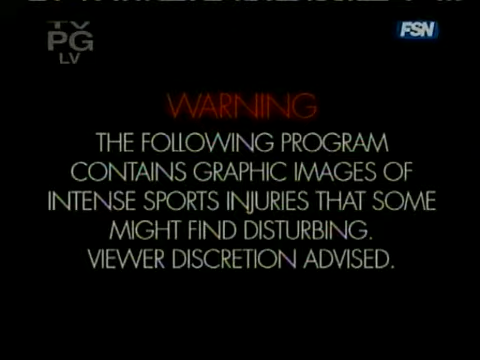 TV
PG
LV
FSN
WARNING
THE FOLLOWING PROGRAM
CONTAINS GRAPHIC IMAGES OF
INTENSE SPORTS INJURIES THAT SOME
MIGHT FIND DISTURBING.
VIEWER DISCRETION ADVISED.